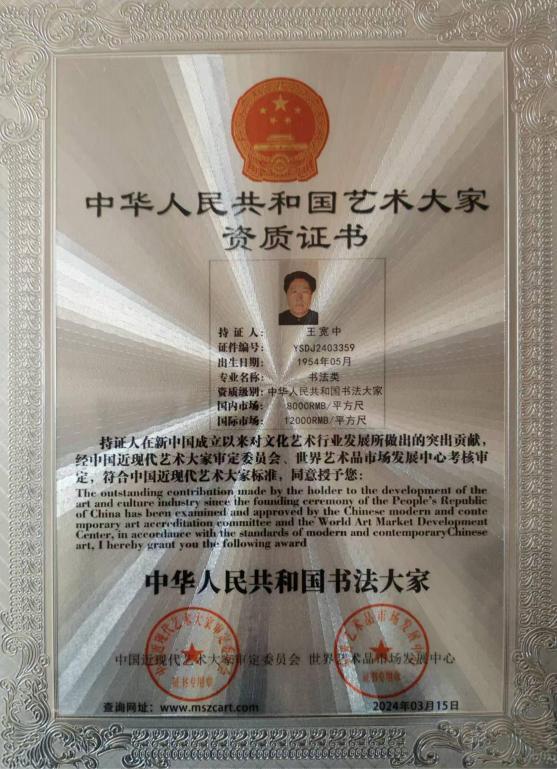 中华人民共和国艺术大家
资质证书
持 证 人： 王宽中
证件编号： YSDJ2403359
出生日期： 1954年05月
专业名称： 书法类
资质级别：中华人民共和国书法大家
国内市场： 8000RMB/平方尺
国际市场： 12000RMB/平方尺
持证人在新中国成立以来对文化艺术行业发展所做出的突出贡献，
经中国近现代艺术大家审定委员会、世界艺术品市场发展中心考核审
定，符合中国近现代艺术大家标准，同意授予您：
The outstanding contribution made by the holder to the development of the
art and culture industry since the founding ceremony of the People's Republic
of China has been examined and approved by the Chinese modern and conte
mporary art accreditation committee and the World Art Market Development
Center, in accordance with the standards of modern and contemporaryChinese
art, I hereby grant you the following award
中华人民共和国书法大家
中国近现代艺术大家审定委员会 世界艺术品市场发展中心
证书专用章 证书专用章
查询网址：www.mszcart.com 2024年03月15日